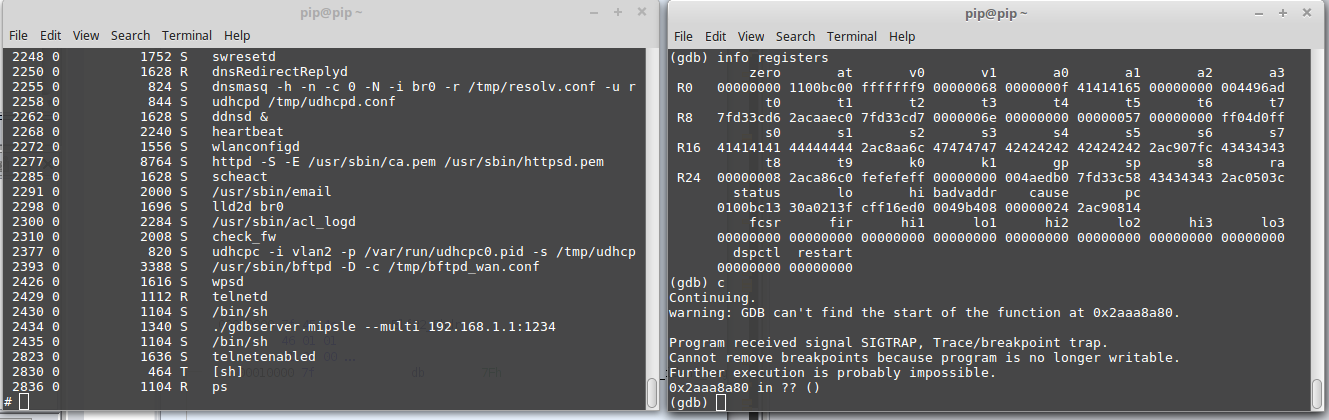 pip@pip ~
File Edit View Search Terminal Help
2248 0 1752 S swresetd
2250 0 1628 R dnsRedirectReplyd
2255 0 824 S dnsmasq -h -n -c 0 -N -i br0 -r /tmp/resolv.conf -u r
2258 0 844 S udhcpd /tmp/udhcpd.conf
2262 0 1628 S ddnsd &
2268 0 2240 S heartbeat
2272 0 1556 S wlanconfigd
2277 0 8764 S httpd -S -E /usr/sbin/ca.pem /usr/sbin/httpsd.pem
2285 0 1628 S scheact
2291 0 2000 S /usr/sbin/email
2298 0 1696 S lld2d br0
2300 0 2284 S /usr/sbin/acl_logd
2310 0 2008 S check_fw
2377 0 820 S udhcpc -i vlan2 -p /var/run/udhcpc0.pid -s /tmp/udhcp
2393 0 3388 S /usr/sbin/bftpd -D -c /tmp/bftpd_wan.conf
2426 0 1616 S wpsd
2429 0 1112 R telnetd
2430 0 1104 S /bin/sh
2434 0 1340 S ./gdbserver.mipsle --multi 192.168.1.1:1234
2435 0 1104 S /bin/sh
2823 0 1636 S telnetenabled
2830 0 464 T [sh]
2836 0 1104 R ps
#
pip@pip ~
File Edit View Search Terminal Help
(gdb) info registers
zero at v0 v1 a0 a1 a2 a3
R0 00000000 1100bc00 fffffff9 00000068 0000000f 41414165 00000000 004496ad
t0 t1 t2 t3 t4 t5 t6 t7
R8 7fd33cd6 2acaaec0 7fd33cd7 0000006e 00000000 00000057 00000000 ff04d0ff
s0 s1 s2 s3 s4 s5 s6 s7
R16 41414141 44444444 2ac8aa6c 47474747 42424242 42424242 2ac907fc 43434343
t8 t9 k0 k1 gp sp s8 ra
R24 00000008 2aca86c0 fefefeff 00000000 004aedb0 7fd33c58 43434343 2ac0503c
status lo hi badvaddr cause pc
0100bc13 30a0213f cff16ed0 0049b408 00000024 2ac90814
fcsr fir hi1 lo1 hi2 lo2 hi3 lo3
00000000 00000000 00000000 00000000 00000000 00000000 00000000 00000000
dspctl restart
00000000 00000000
(gdb) c
Continuing.
warning: GDB can't find the start of the function at 0x2aaa8a80.
Program received signal SIGTRAP, Trace/breakpoint trap.
Cannot remove breakpoints because program is no longer writable.
Further execution is probably impossible.
0x2aaa8a80 in ?? ()
(gdb)